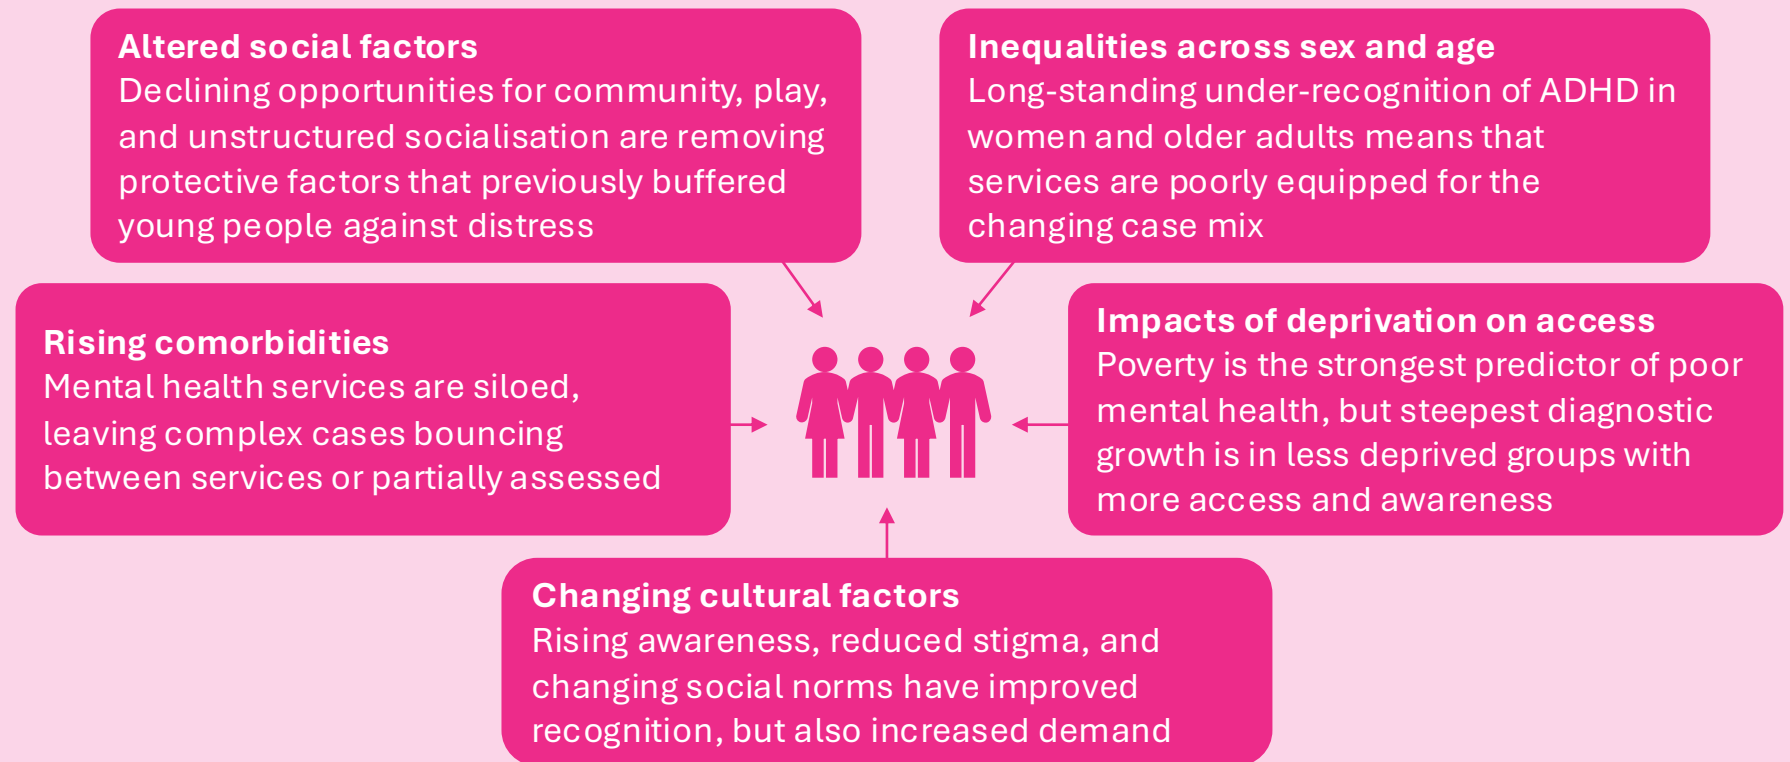 Altered social factors
Declining opportunities for community, play,
and unstructured socialisation are removing
protective factors that previously buffered
young people against distress
Inequalities across sex and age
Long-standing under-recognition of ADHD in
women and older adults means that
services are poorly equipped for the
changing case mix
Rising comorbidities
Mental health services are siloed,
leaving complex cases bouncing
between services or partially assessed
Impacts of deprivation on access
Poverty is the strongest predictor of poor
mental health, but steepest diagnostic
growth is in less deprived groups with
more access and awareness
Changing cultural factors
Rising awareness, reduced stigma, and
changing social norms have improved
recognition, but also increased demand